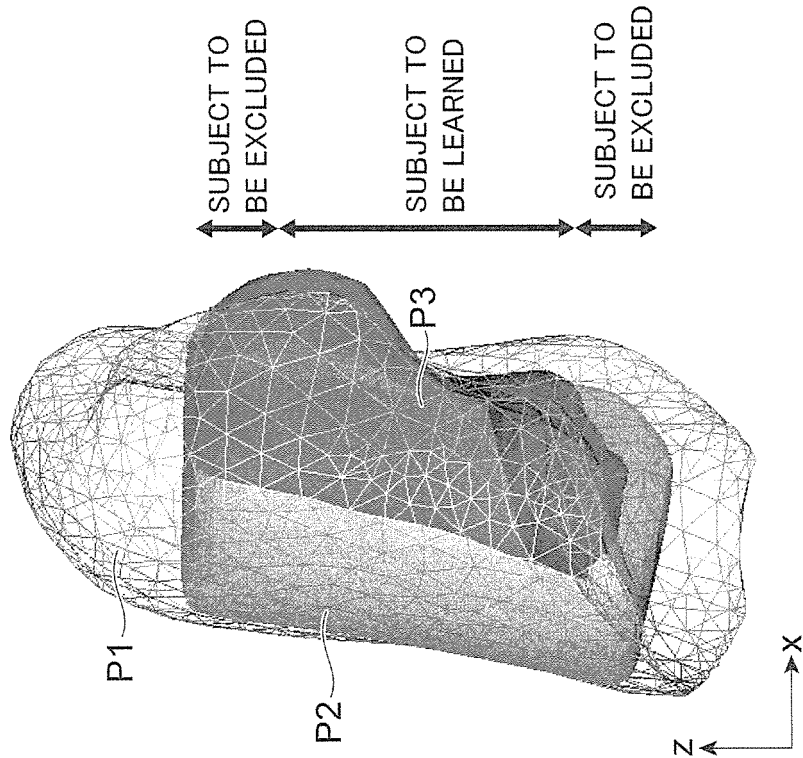 P1
P2
P3
SUBJECT TO
BE EXCLUDED
SUBJECT TO
BE LEARNED
SUBJECT TO
BE EXCLUDED
Z
X